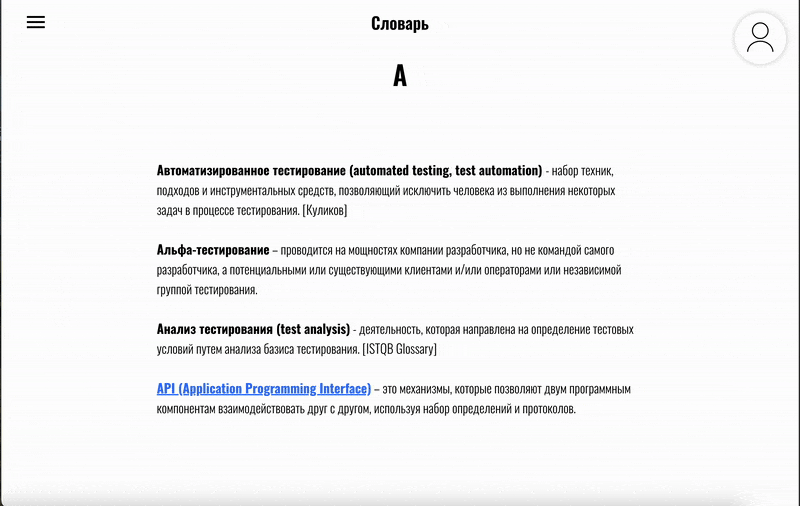 Словарь
А
Автоматизированное тестирование (automated testing, test automation) - набор техник,
подходов и инструментальных средств, позволяющий исключить человека из выполнения некоторых
задач в процессе тестирования. [Куликов]
Альфа-тестирование – проводится на мощностях компании разработчика, но не командой самого
разработчика, а потенциальными или существующими клиентами и/или операторами или независимой
группой тестирования.
Анализ тестирования (test analysis) - деятельность, которая направлена на определение тестовых
условий путем анализа базиса тестирования. [ISTQB Glossary]
API (Application Programming Interface) – это механизмы, которые позволяют двум программным
компонентам взаимодействовать друг с другом, используя набор определений и протоколов.